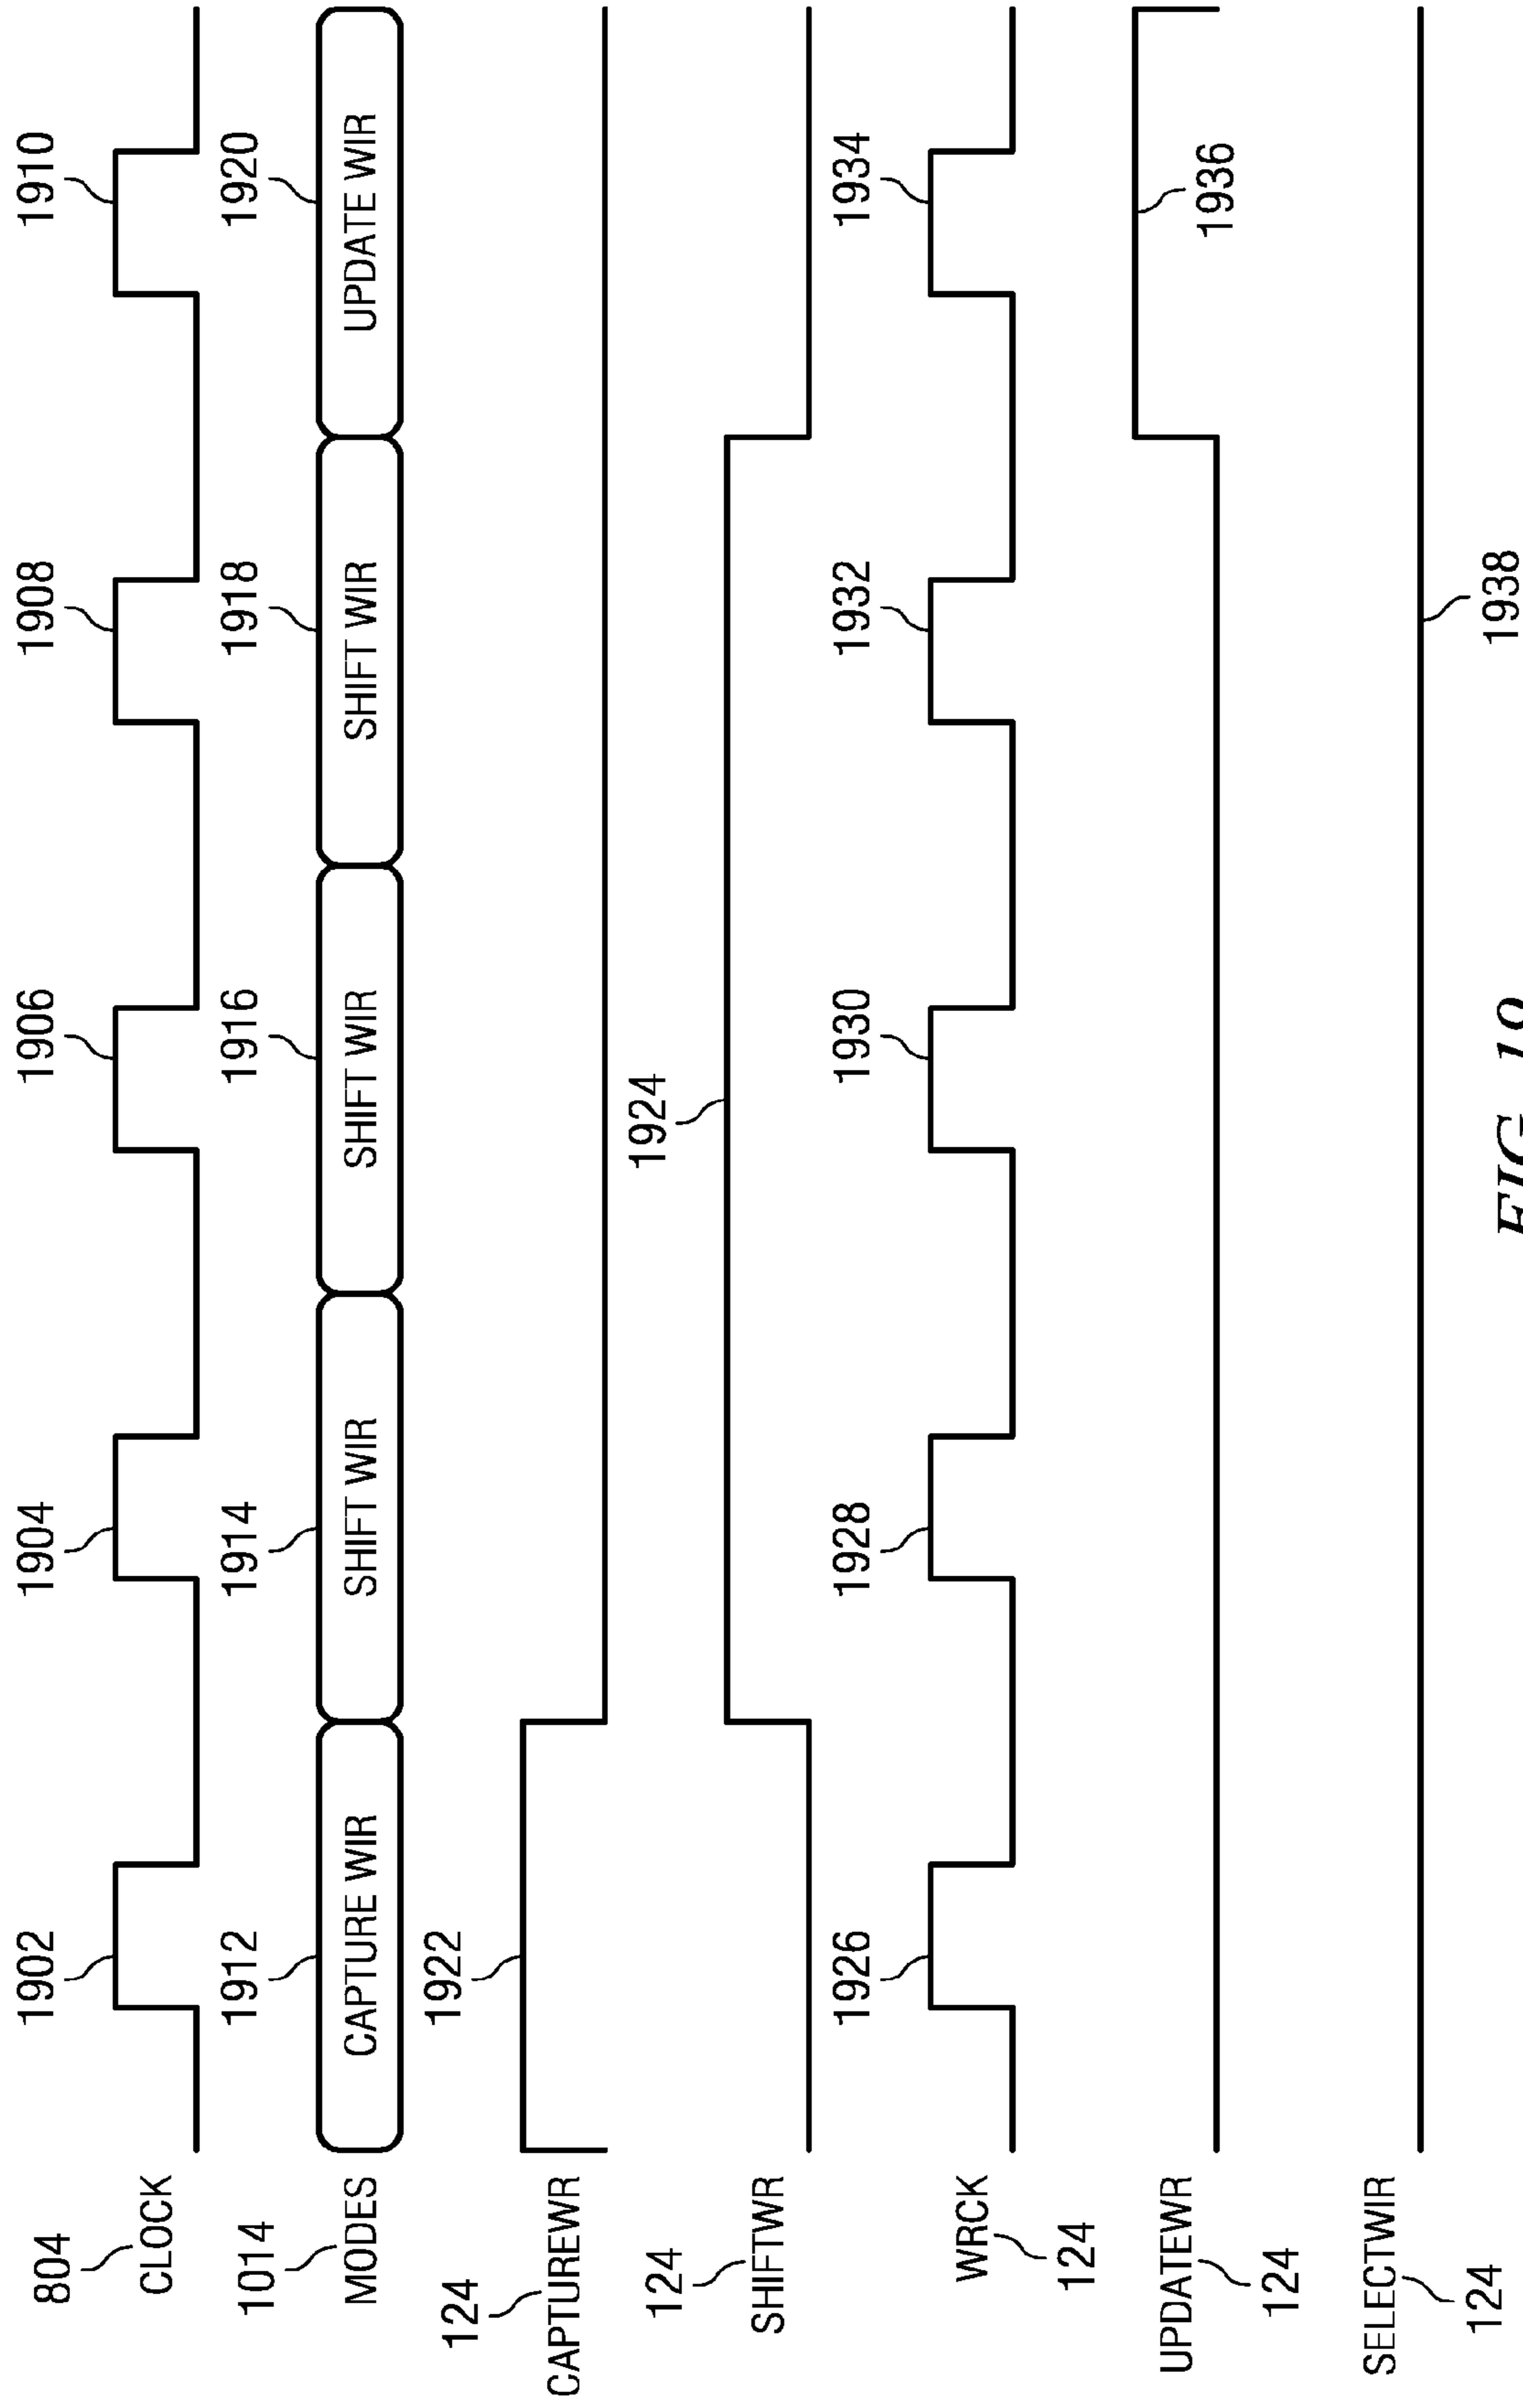 1902 1904 1906 1908 1910
804
CLOCK
1912 1914 1916 1918 1920
1014
MODES CAPTURE WIR SHIFT WIR SHIFT WIR SHIFT WIR UPDATE WIR
124 1922
CAPTUREWR
124 1924
SHIFTWR
1926 1928 1930 1932 1934
WRCK
124
UPDATEWR
124 1936
SELECTWIR
124 1938
FIG. 19